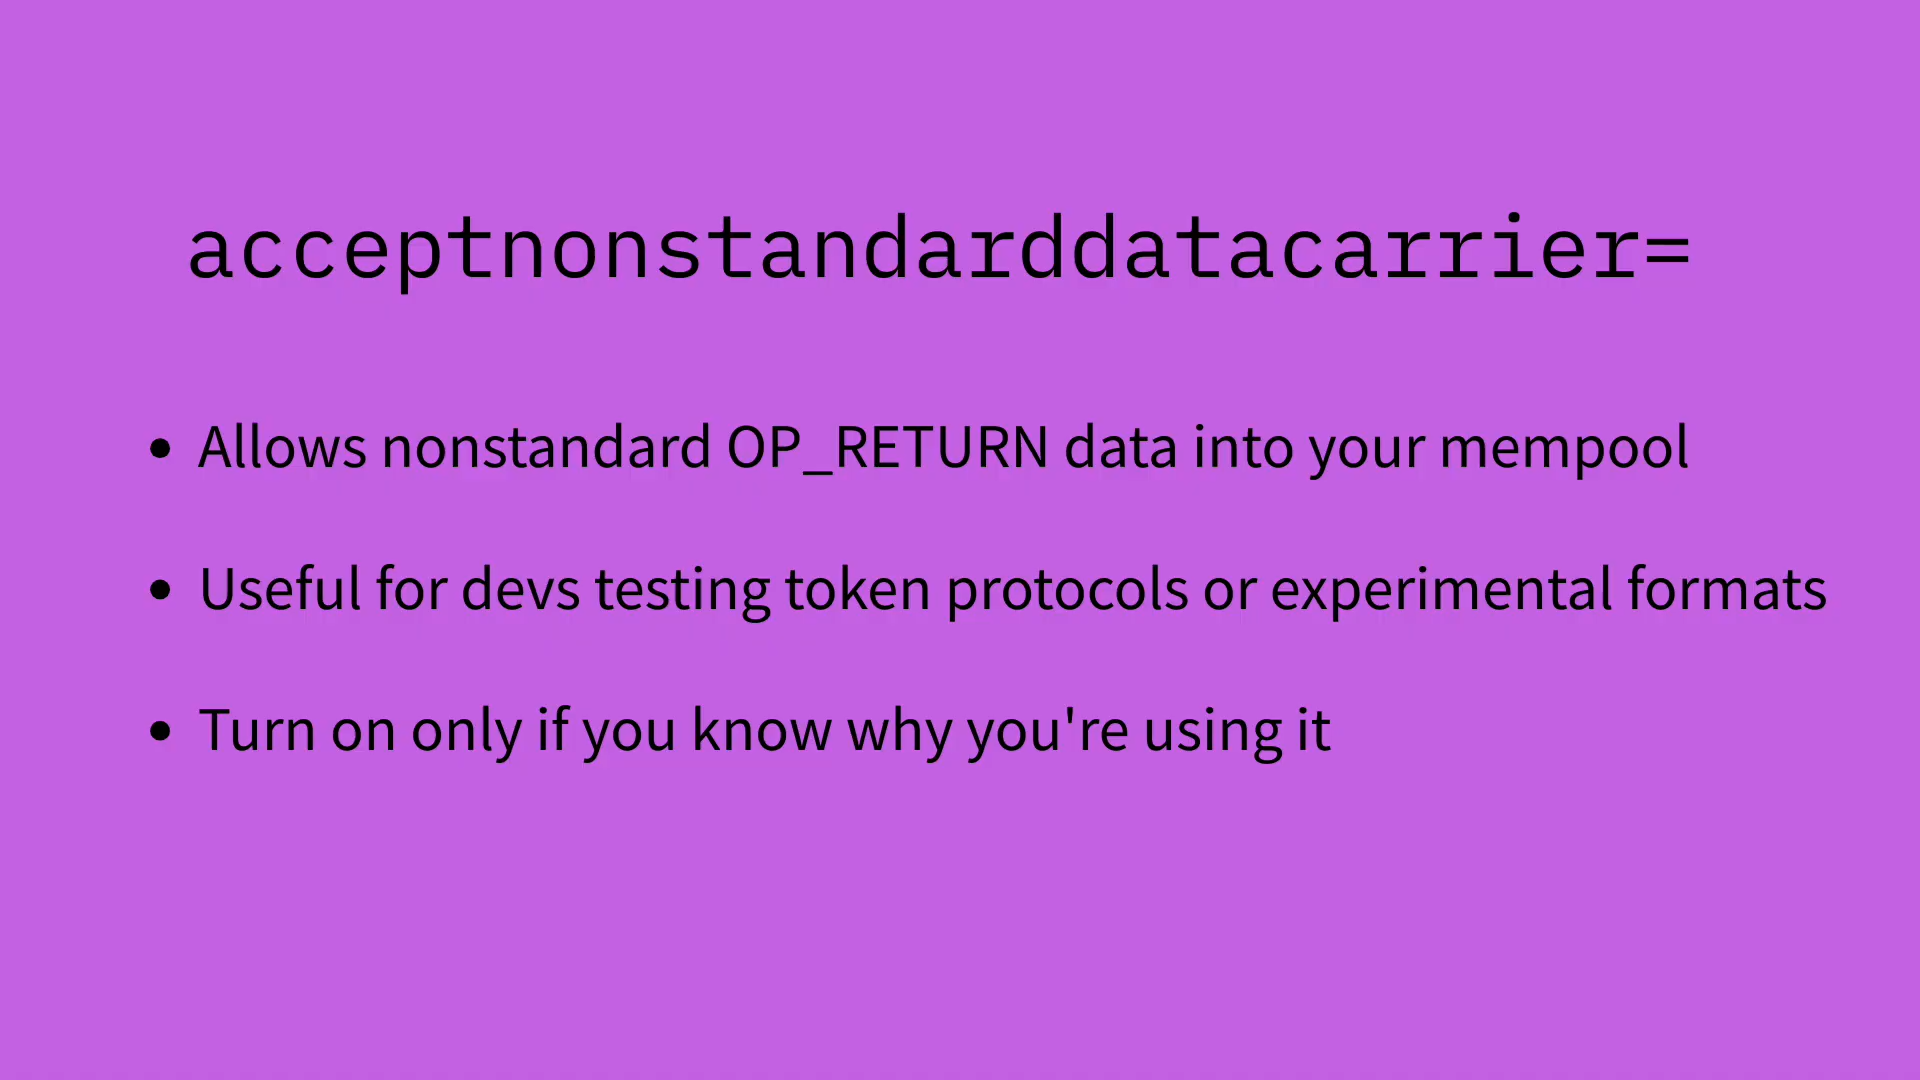 acceptnonstandarddatacarrier=
• Allows nonstandard OP_RETURN data into your mempool
• Useful for devs testing token protocols or experimental formats
• Turn on only if you know why you're using it